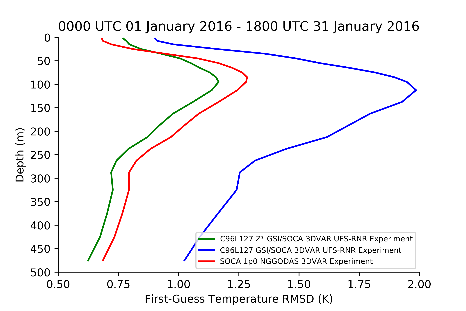 0000 UTC 01 January 2016 - 1800 UTC 31 January 2016
0
50
100
150
200
250
300
350
400
450
500
Depth (m)
C96L127 Z* GSI/SOCA 3DVAR UFS-RNR Experiment
C96L127 GSI/SOCA 3DVAR UFS-RNR Experiment
SOCA 1p0 NGGODAS 3DVAR Experiment
0.50 0.75 1.00 1.25 1.50 1.75 2.00
First-Guess Temperature RMSD (K)